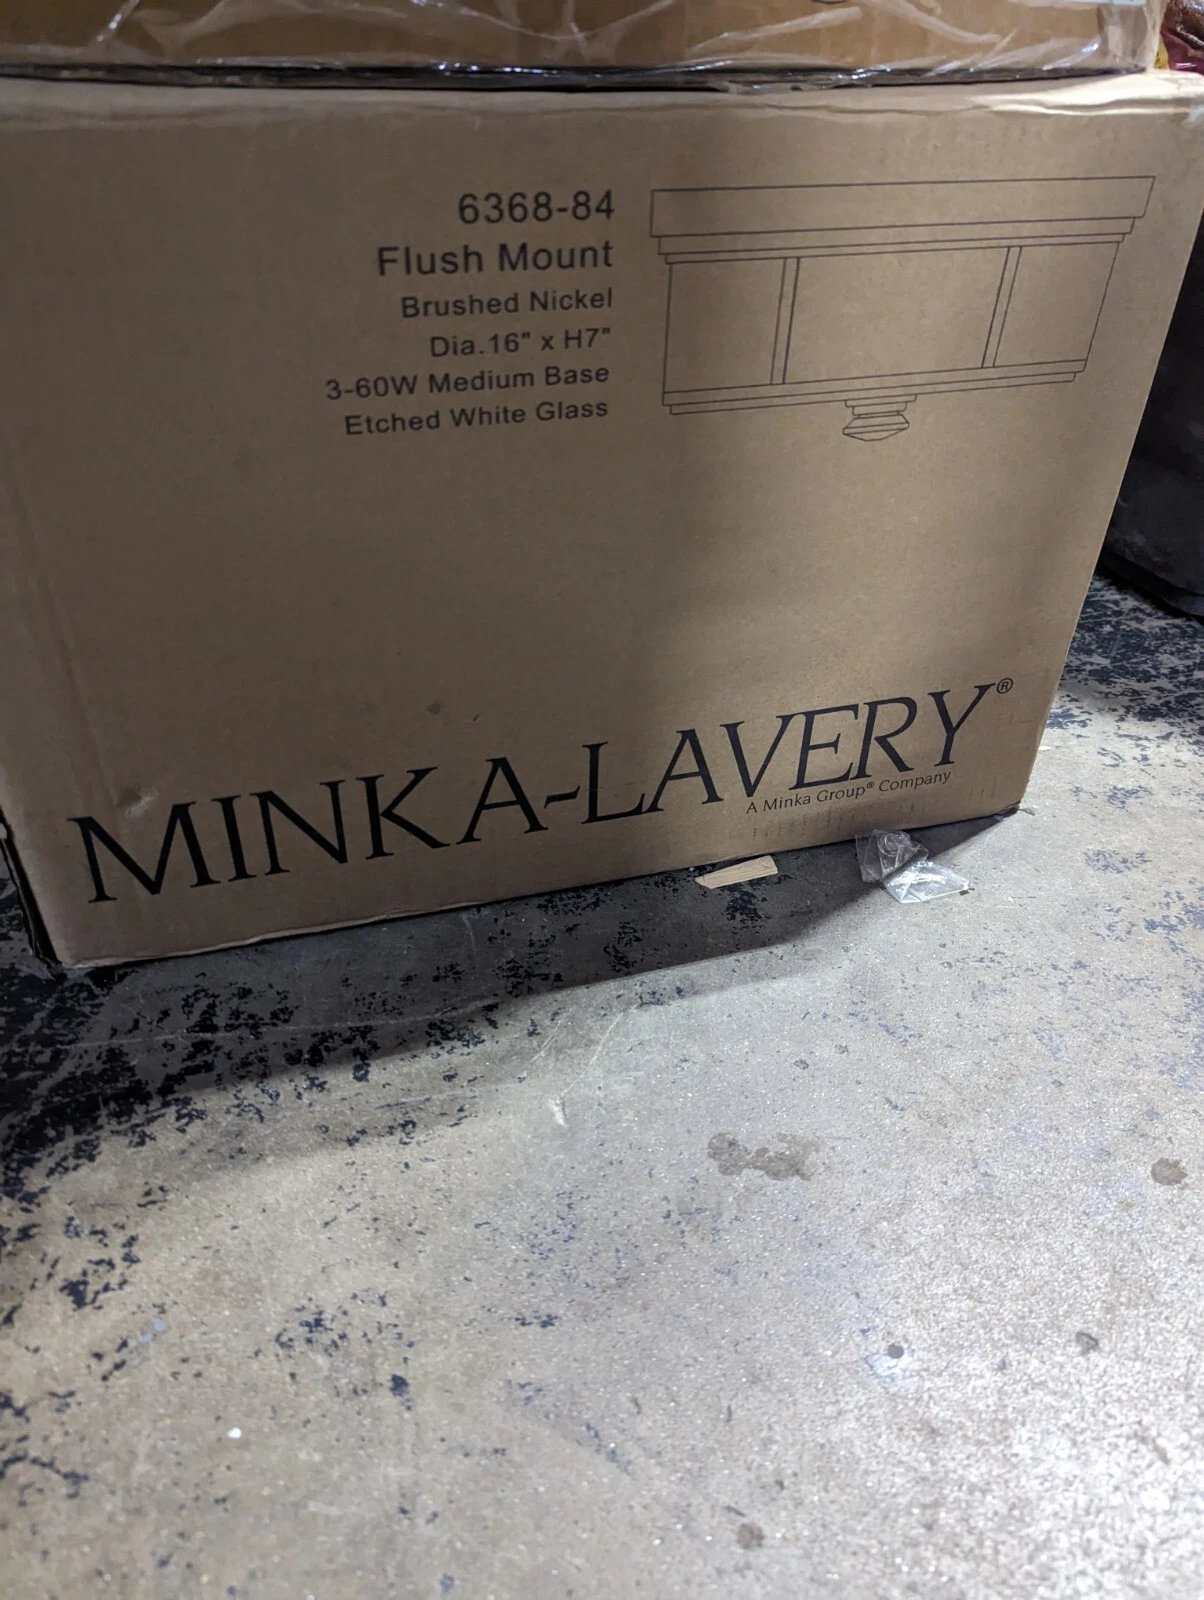 6368-84
Flush Mount
Brushed Nickel
Dia.16" x H7"
3-60W Medium Base
Etched White Glass
MINKA-LAVERY®
A Minka Group® Company